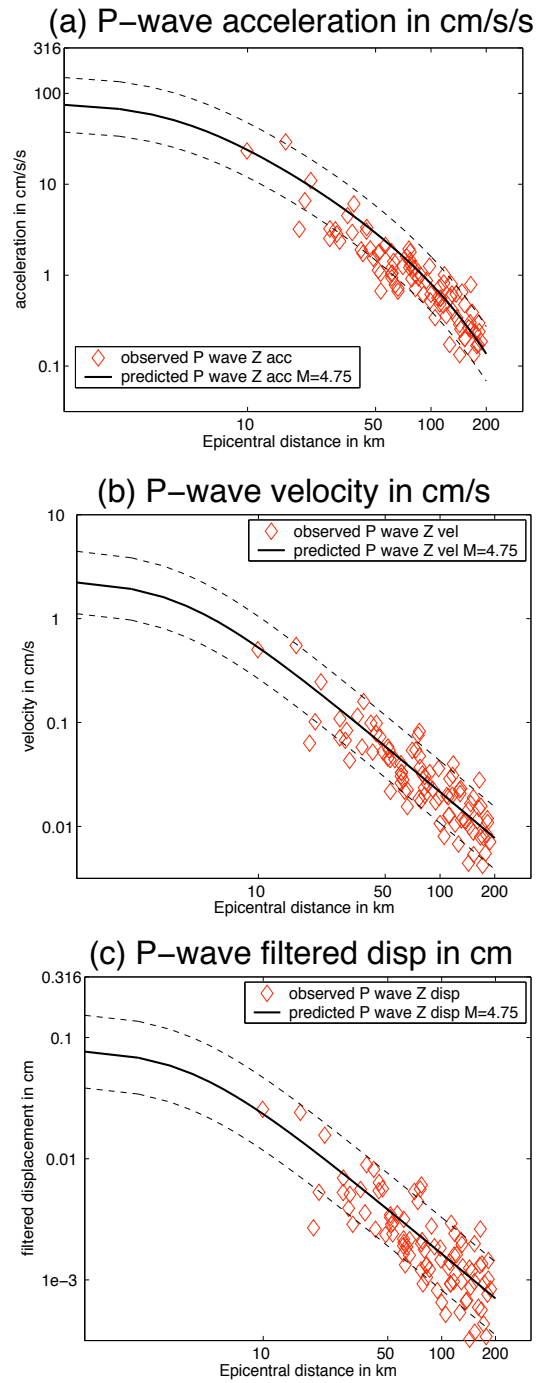 (a) P−wave acceleration in cm/s/s
316
100
10
1
0.1
acceleration in cm/s/s
observed P wave Z acc
predicted P wave Z acc M=4.75
10 50 100 200
Epicentral distance in km
(b) P−wave velocity in cm/s
10
1
0.1
0.01
velocity in cm/s
observed P wave Z vel
predicted P wave Z vel M=4.75
10 50 100 200
Epicentral distance in km
(c) P−wave filtered disp in cm
0.316
0.1
0.01
1e−3
filtered displacement in cm
observed P wave Z disp
predicted P wave Z disp M=4.75
10 50 100 200
Epicentral distance in km